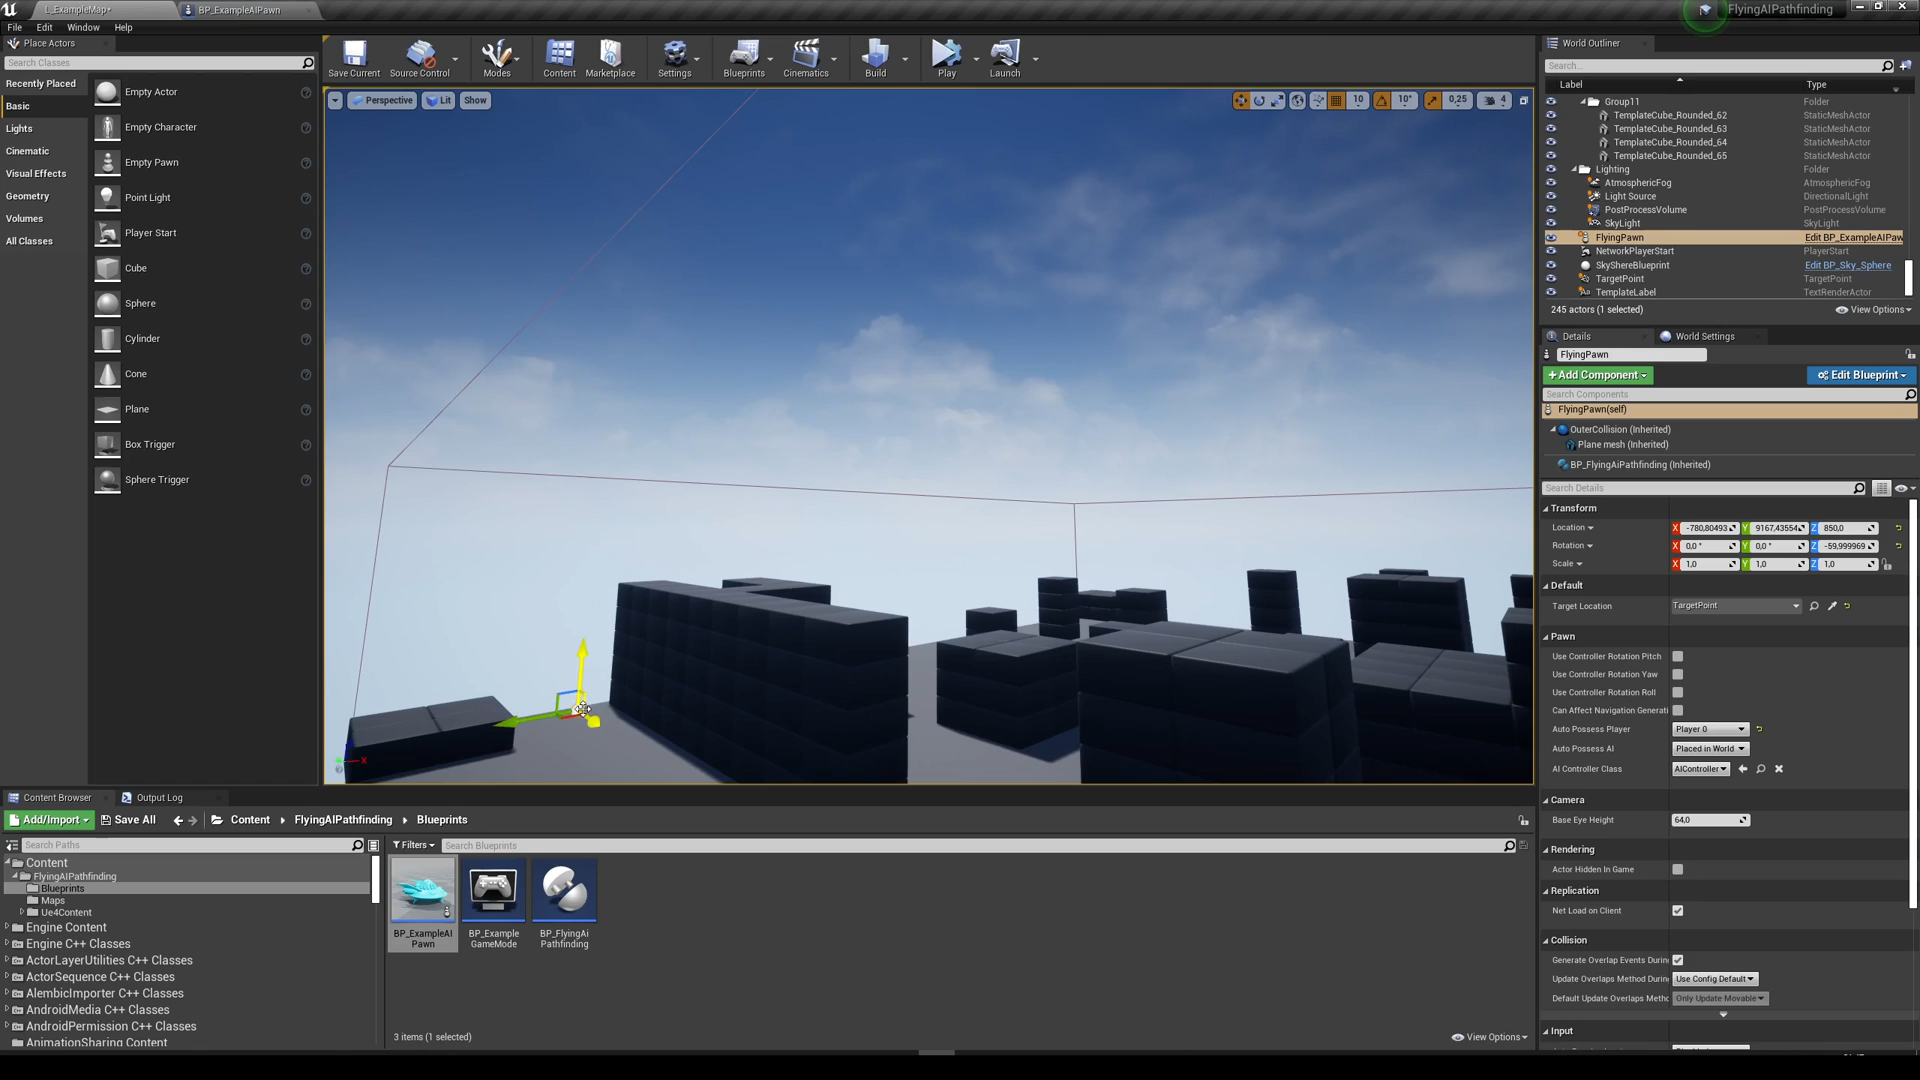 L_ExampleMap*
BP_ExampleAIPawn
FlyingAIPathfinding
File
Edit
Window
Help
Place Actors
Search Classes
Recently Placed
Basic
Lights
Cinematic
Visual Effects
Geometry
Volumes
All Classes
Empty Actor
Empty Character
Empty Pawn
Point Light
Player Start
Cube
Sphere
Cylinder
Cone
Plane
Box Trigger
Sphere Trigger
Save Current
Source Control
Modes
Content
Marketplace
Settings
Blueprints
Cinematics
Build
Play
Launch
Perspective
Lit
Show
10
10°
0,25
4
X
World Outliner
Search...
Label
Type
Group11
Folder
TemplateCube_Rounded_62
StaticMeshActor
TemplateCube_Rounded_63
StaticMeshActor
TemplateCube_Rounded_64
StaticMeshActor
TemplateCube_Rounded_65
StaticMeshActor
Lighting
Folder
AtmosphericFog
AtmosphericFog
Light Source
DirectionalLight
PostProcessVolume
PostProcessVolume
SkyLight
SkyLight
FlyingPawn
Edit BP_ExampleAIPaw
NetworkPlayerStart
PlayerStart
SkyShereBlueprint
Edit BP_Sky_Sphere
TargetPoint
TargetPoint
TemplateLabel
TextRenderActor
245 actors (1 selected)
View Options
Details
World Settings
FlyingPawn
+Add Component
Edit Blueprint
Search Components
FlyingPawn(self)
OuterCollision (Inherited)
Plane mesh (Inherited)
BP_FlyingAiPathfinding (Inherited)
Search Details
Transform
Location
X
-780,80493
Y
9167,43554
Z
850,0
Rotation
X
0,0 °
Y
0,0 °
Z
-59,999969
Scale
X
1,0
Y
1,0
Z
1,0
Default
Target Location
TargetPoint
Pawn
Use Controller Rotation Pitch
Use Controller Rotation Yaw
Use Controller Rotation Roll
Can Affect Navigation Generati
Auto Possess Player
Player 0
Auto Possess AI
Placed in World
AI Controller Class
AIController
Camera
Base Eye Height
64,0
Rendering
Actor Hidden In Game
Replication
Net Load on Client
Collision
Generate Overlap Events Durin
Update Overlaps Method Durin
Use Config Default
Default Update Overlaps Metho
Only Update Movable
Input
Content Browser
Output Log
Add/Import
Save All
Content
FlyingAIPathfinding
Blueprints
Search Paths
Filters
Search Blueprints
Content
FlyingAIPathfinding
Blueprints
Maps
Ue4Content
Engine Content
Engine C++ Classes
ActorLayerUtilities C++ Classes
ActorSequence C++ Classes
AlembicImporter C++ Classes
AndroidMedia C++ Classes
AndroidPermission C++ Classes
AnimationSharing Content
BP_ExampleAI
Pawn
BP_Example
GameMode
BP_FlyingAi
Pathfinding
3 items (1 selected)
View Options